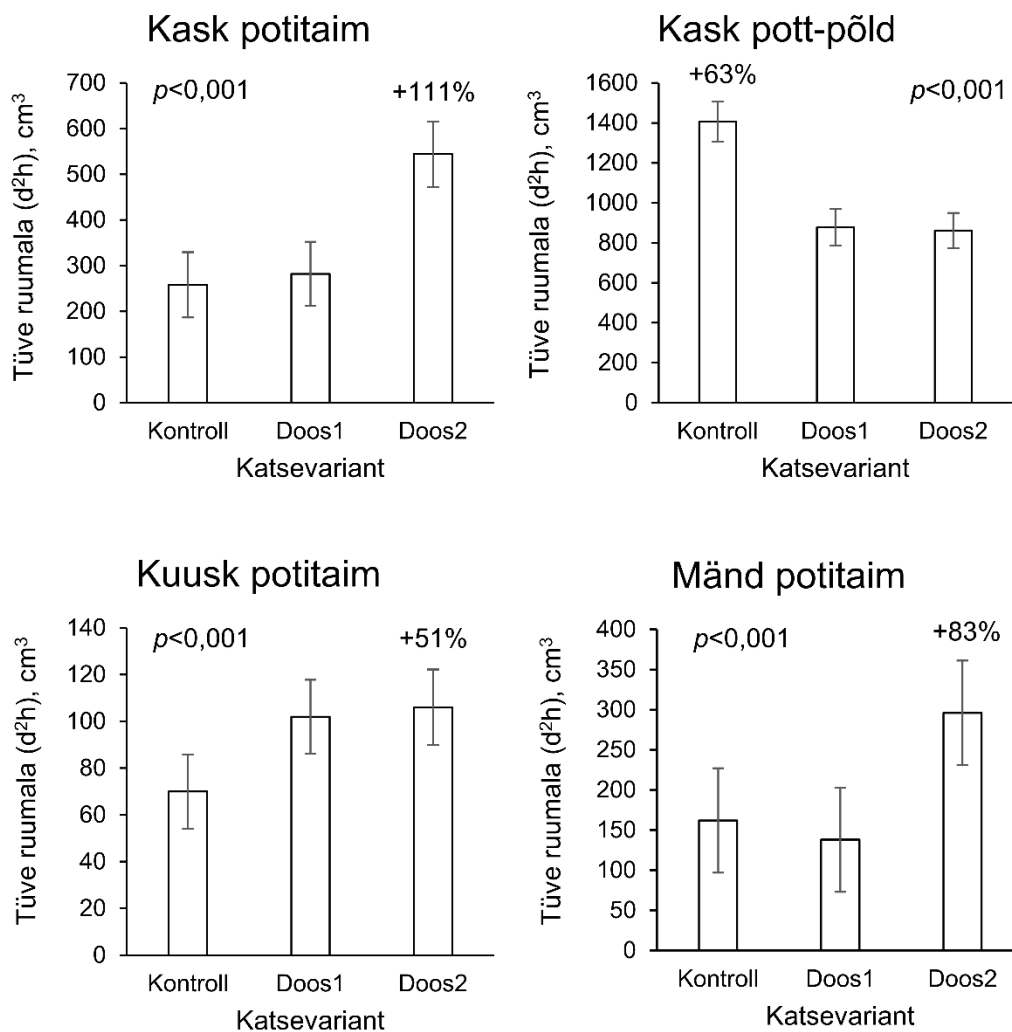 Kask potitaim
Tüve ruumala (d²h), cm³
700
600
500
400
300
200
100
0
p<0,001
+111%
Kontroll Doos1 Doos2
Katsevariant
Kask pott-põld
Tüve ruumala (d²h), cm³
1600
1400
1200
1000
800
600
400
200
0
+63%
p<0,001
Kontroll Doos1 Doos2
Katsevariant
Kuusk potitaim
Tüve ruumala (d²h), cm³
140
120
100
80
60
40
20
0
p<0,001
+51%
Kontroll Doos1 Doos2
Katsevariant
Mänd potitaim
Tüve ruumala (d²h), cm³
400
350
300
250
200
150
100
50
0
p<0,001
+83%
Kontroll Doos1 Doos2
Katsevariant